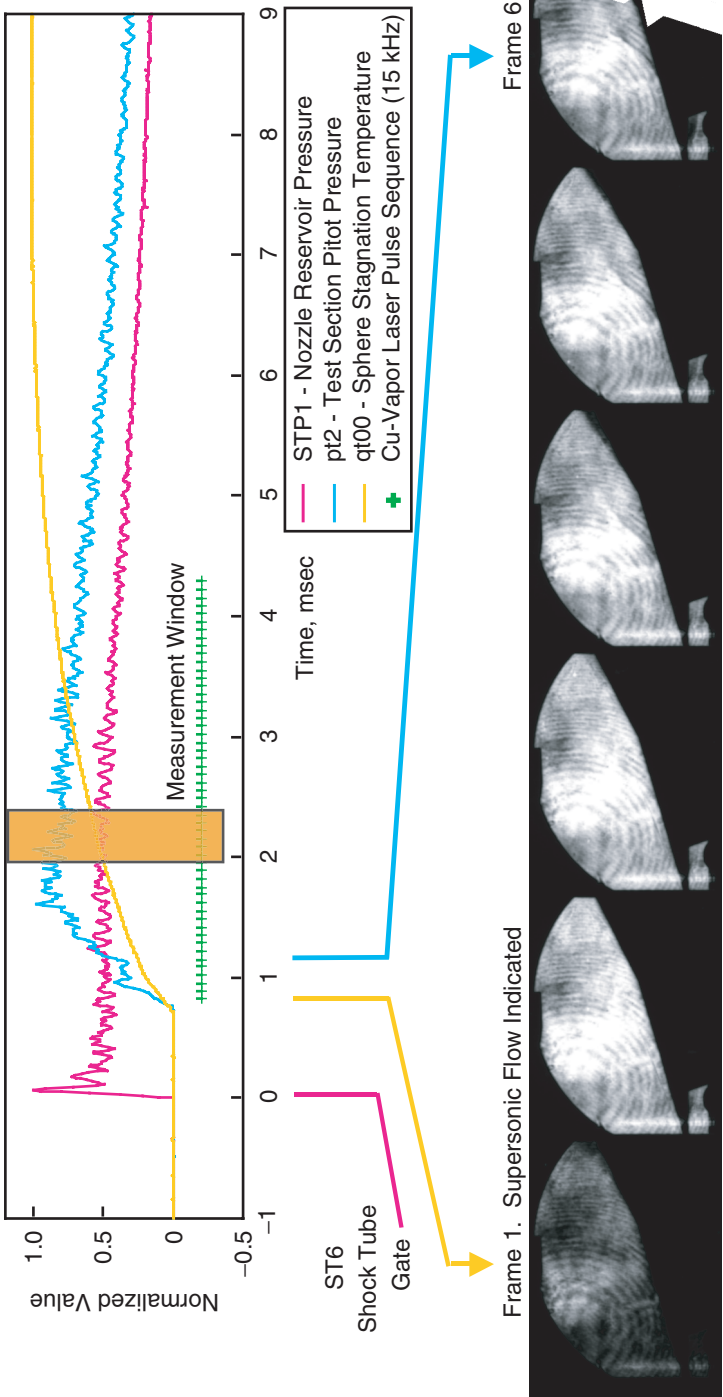 Normalized Value
1.0
0.5
0
−0.5
−1
0
1
2
3
4
5
6
7
8
9
Measurement Window
Time, msec
STP1 - Nozzle Reservoir Pressure
pt2 - Test Section Pitot Pressure
qt00 - Sphere Stagnation Temperature
Cu-Vapor Laser Pulse Sequence (15 kHz)
ST6
Shock Tube
Gate
Frame 1. Supersonic Flow Indicated
Frame 6